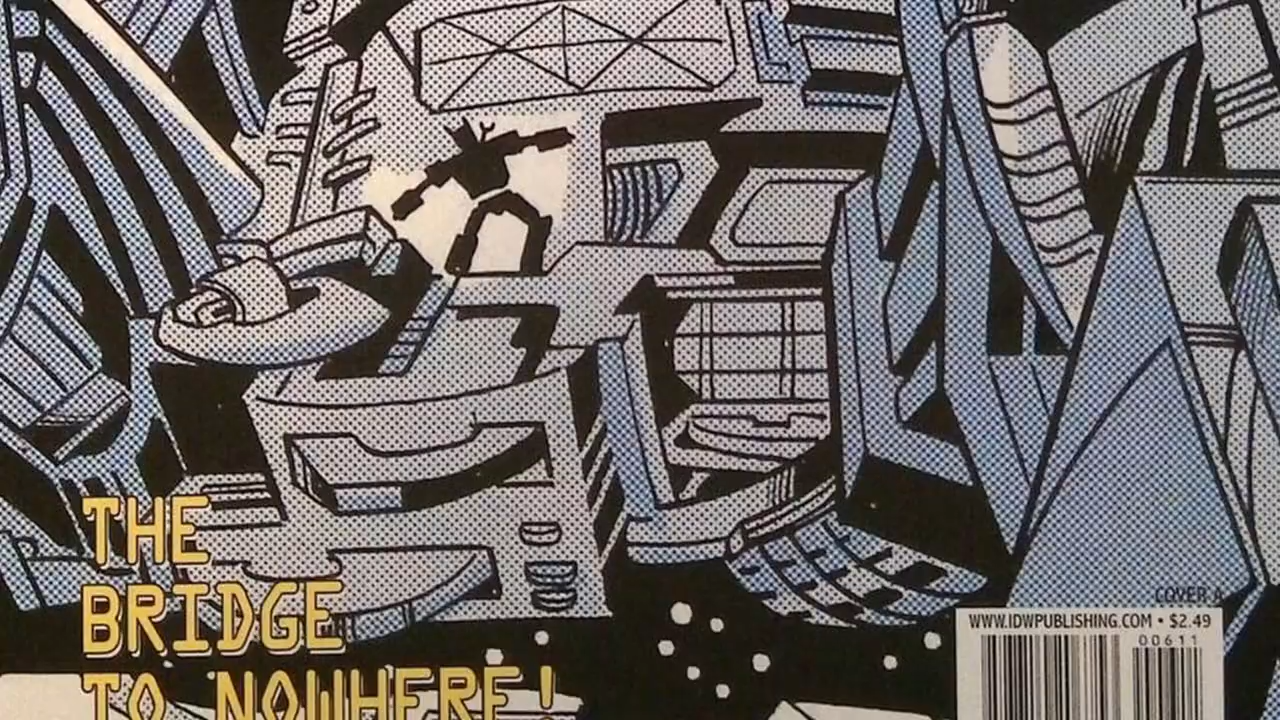 THE
BRIDGE
TO NOWHERE!
COVER A
WWW.IDWPUBLISHING.COM • $2.49
00611